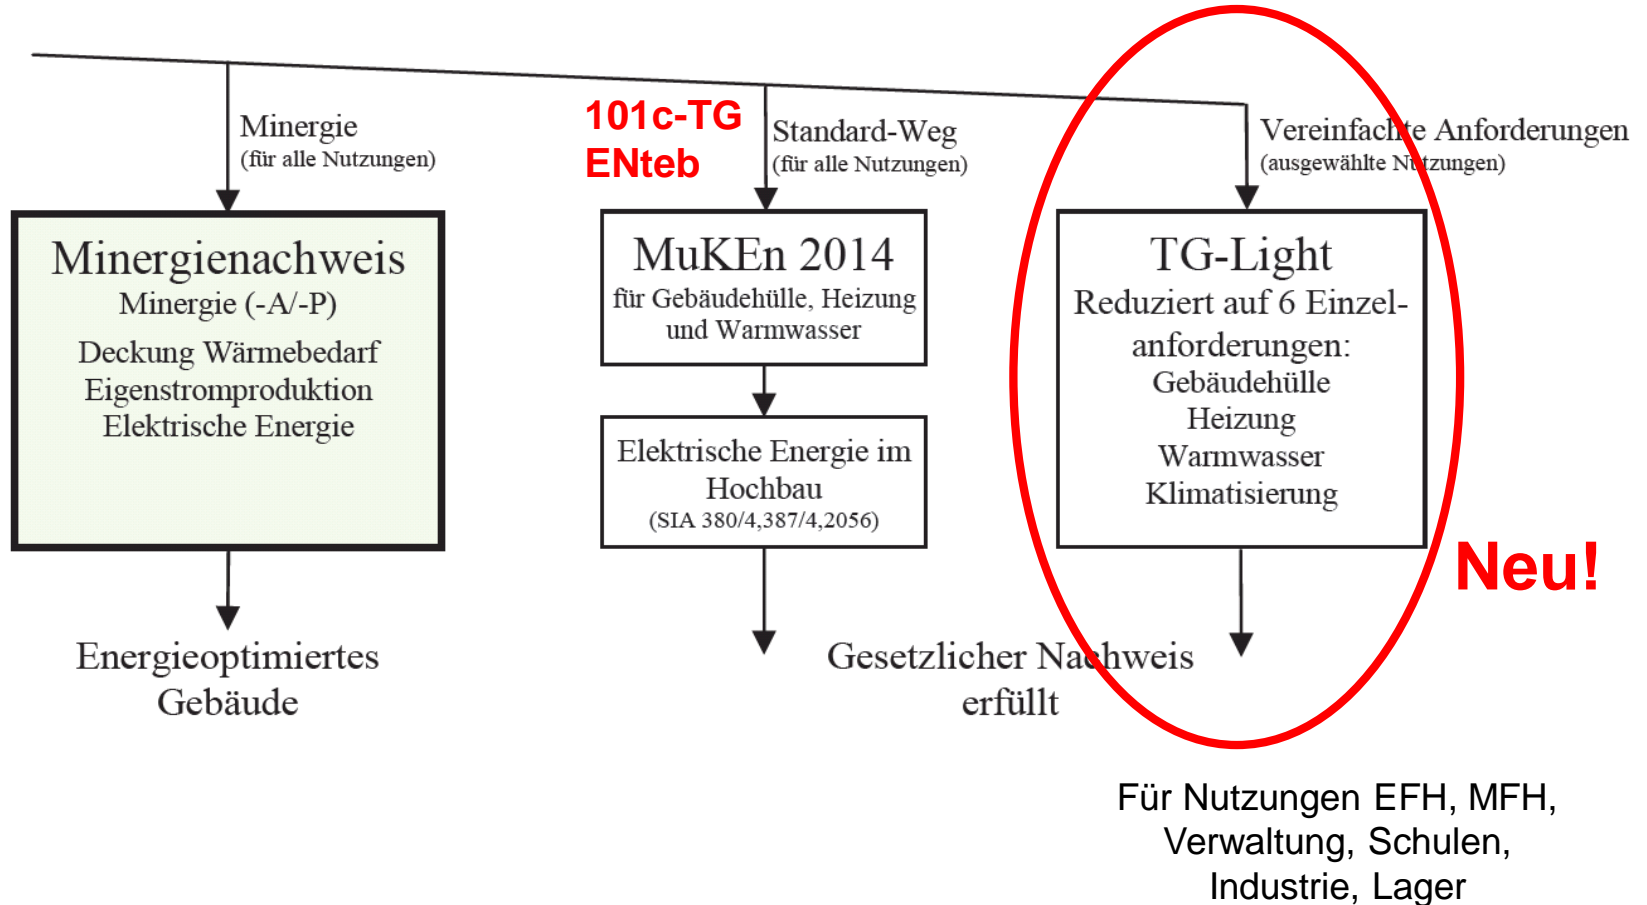 Minergie
(für alle Nutzungen)
Minergienachweis
Minergie (-A/-P)
Deckung Wärmebedarf
Eigenstromproduktion
Elektrische Energie
Energieoptimiertes
Gebäude
101c-TG
ENteb
Standard-Weg
(für alle Nutzungen)
MuKEn 2014
für Gebäudehülle, Heizung
und Warmwasser
Elektrische Energie im
Hochbau
(SIA 380/4,387/4,2056)
Gesetzlicher Nachweis
erfüllt
Vereinfachte Anforderungen
(ausgewählte Nutzungen)
TG-Light
Reduziert auf 6 Einzel-
anforderungen:
Gebäudehülle
Heizung
Warmwasser
Klimatisierung
Neu!
Für Nutzungen EFH, MFH,
Verwaltung, Schulen,
Industrie, Lager